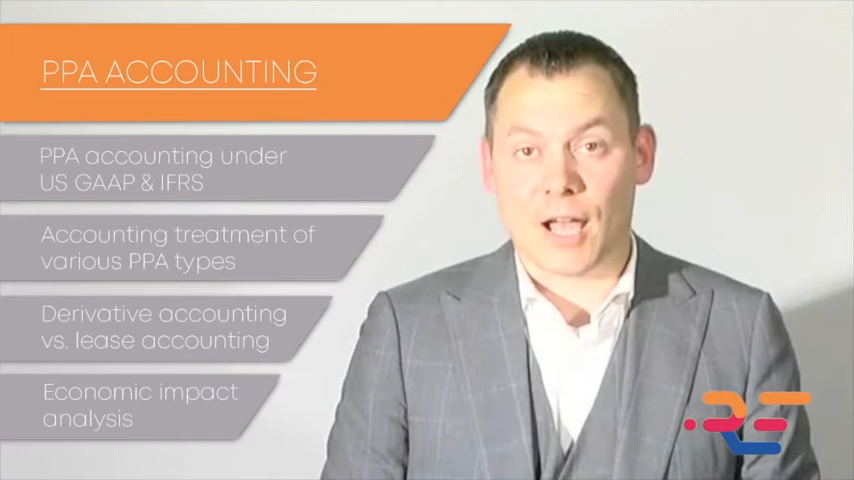 PPA ACCOUNTING
PPA accounting under
US GAAP & IFRS
Accounting treatment of
various PPA types
Derivative accounting
vs. lease accounting
Economic impact
analysis